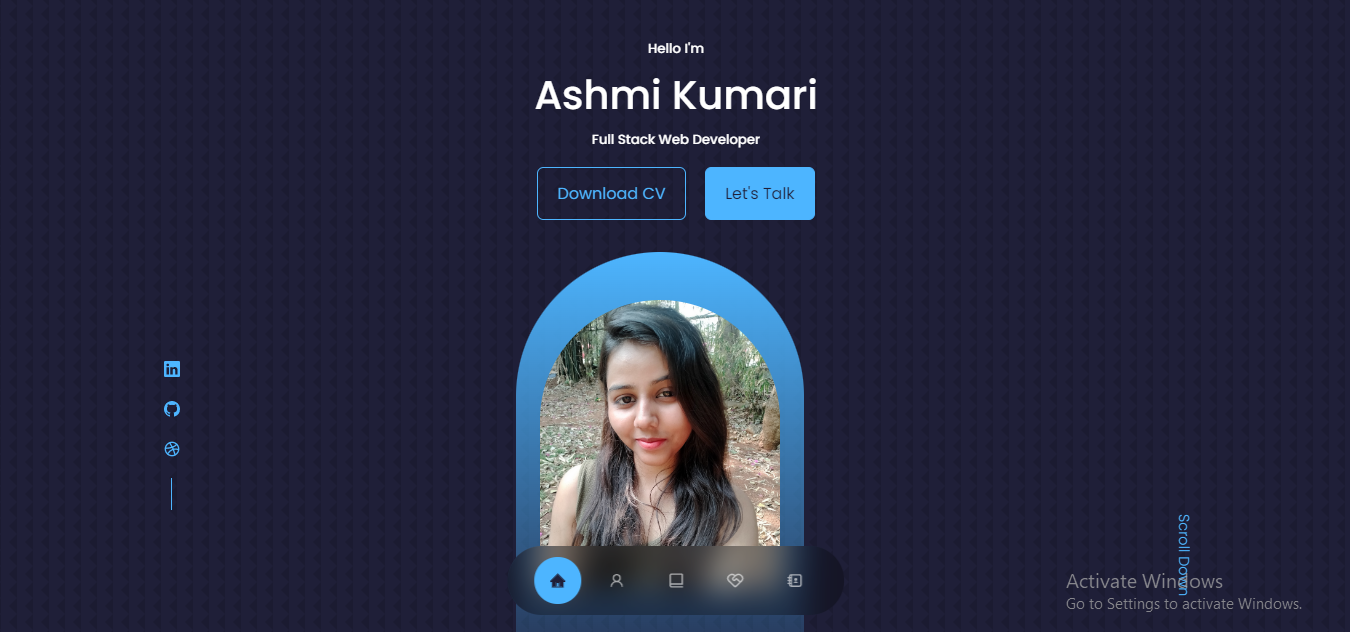 Hello I'm
Ashmi Kumari
Full Stack Web Developer
Download CV
Let's Talk
in
Scroll Down
Activate Windows
Go to Settings to activate Windows.